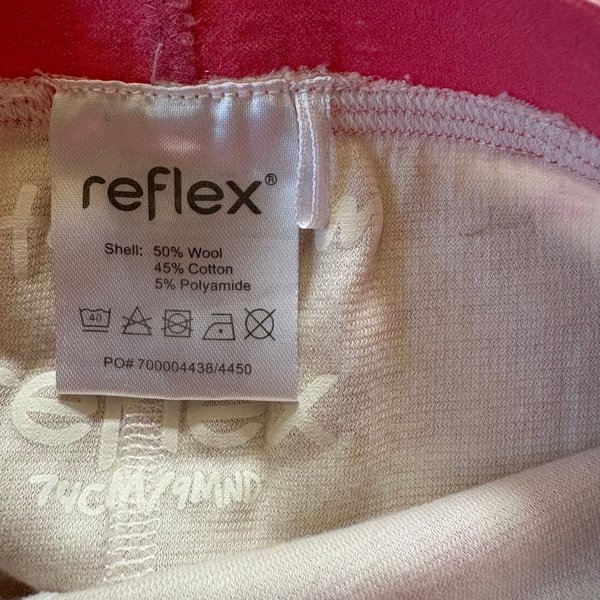 reflex®
Shell: 50% Wool
45% Cotton
5% Polyamide
40
PO# 700004438/4450
reflex
74CM/9MND